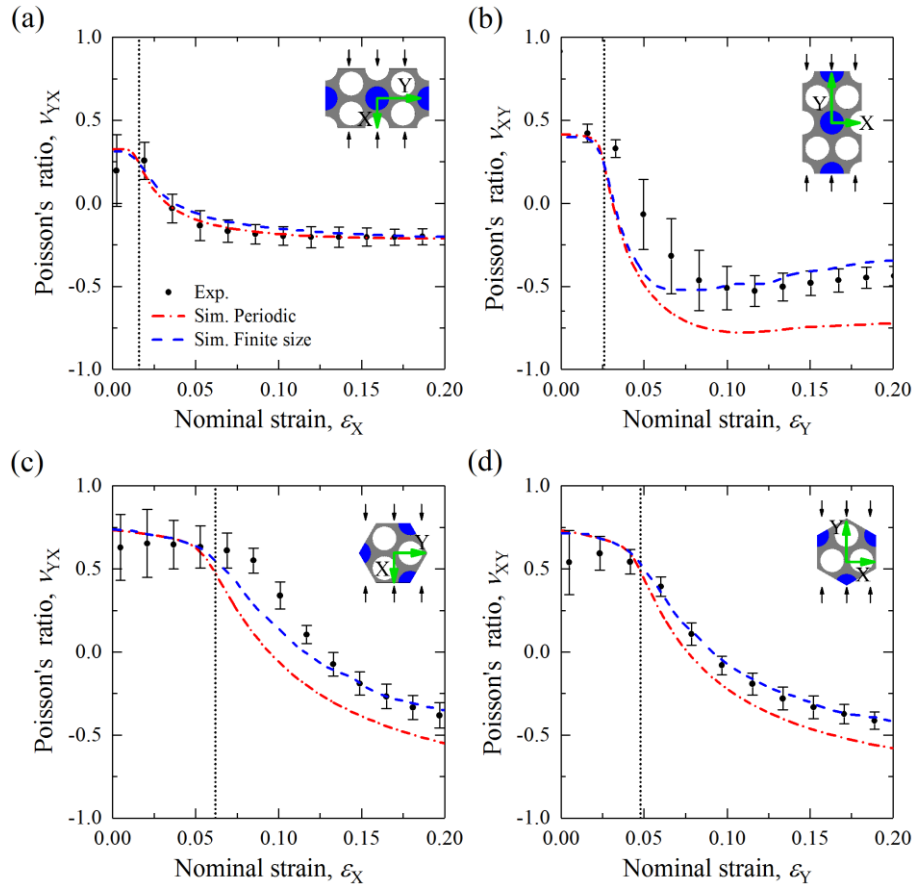 (a)
1.0
0.5
0.0
-0.5
-1.0
Poisson's ratio, νYX
Y
X
Exp.
Sim. Periodic
Sim. Finite size
0.00 0.05 0.10 0.15 0.20
Nominal strain, εX
(b)
1.0
0.5
0.0
-0.5
-1.0
Poisson's ratio, νXY
Y
X
0.00 0.05 0.10 0.15 0.20
Nominal strain, εY
(c)
1.0
0.5
0.0
-0.5
-1.0
Poisson's ratio, νYX
Y
X
0.00 0.05 0.10 0.15 0.20
Nominal strain, εX
(d)
1.0
0.5
0.0
-0.5
-1.0
Poisson's ratio, νXY
Y
X
0.00 0.05 0.10 0.15 0.20
Nominal strain, εY